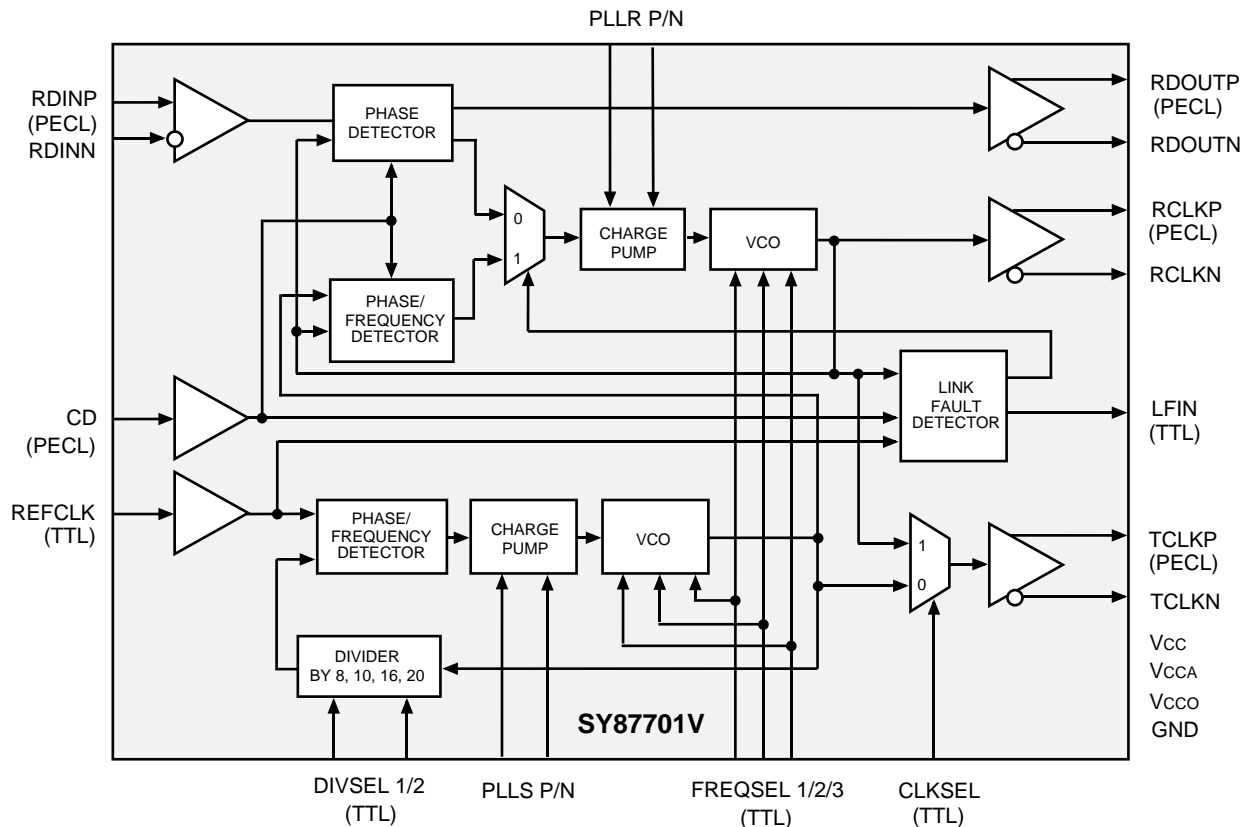 PLLR P/N
RDINP
(PECL)
RDINN
PHASE
DETECTOR
RDOUTP
(PECL)
RDOUTN
0
1
CHARGE
PUMP
VCO
RCLKP
(PECL)
RCLKN
PHASE/
FREQUENCY
DETECTOR
CD
(PECL)
LINK
FAULT
DETECTOR
LFIN
(TTL)
REFCLK
(TTL)
PHASE/
FREQUENCY
DETECTOR
CHARGE
PUMP
VCO
1
0
TCLKP
(PECL)
TCLKN
DIVIDER
BY 8, 10, 16, 20
VCC
VCCA
VCCO
GND
SY87701V
DIVSEL 1/2
(TTL)
PLLS P/N
FREQSEL 1/2/3
(TTL)
CLKSEL
(TTL)